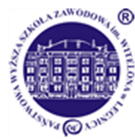 PAŃSTWOWA WYŻSZA SZKOŁA ZAWODOWA im. WITELONA w LEGNICY
®